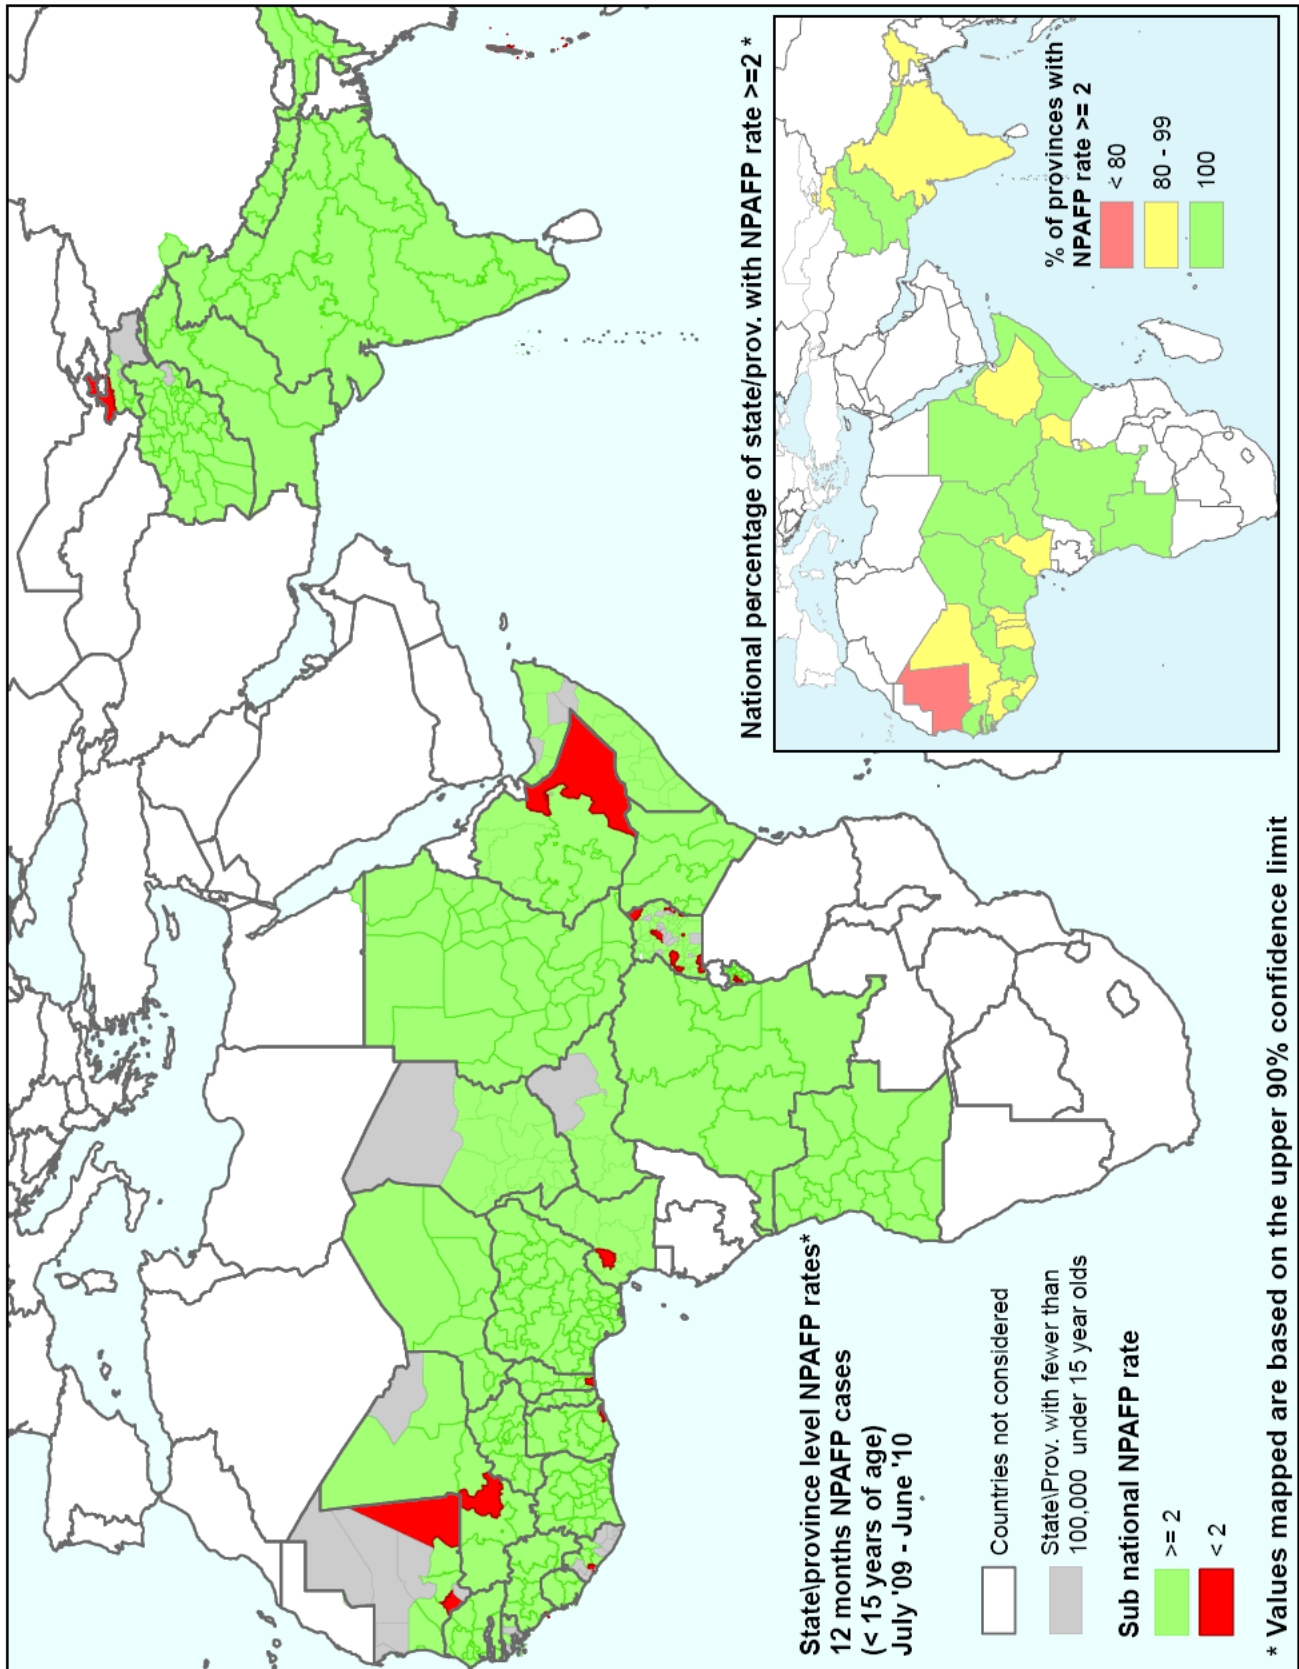 National percentage of state/prov. with NPAFP rate >=2 *
% of provinces with
NPAFP rate >= 2
< 80
80 - 99
100
State\province level NPAFP rates*
12 months NPAFP cases
(< 15 years of age)
July '09 - June '10
Countries not considered
State\Prov. with fewer than
100,000 under 15 year olds
Sub national NPAFP rate
>= 2
< 2
* Values mapped are based on the upper 90% confidence limit